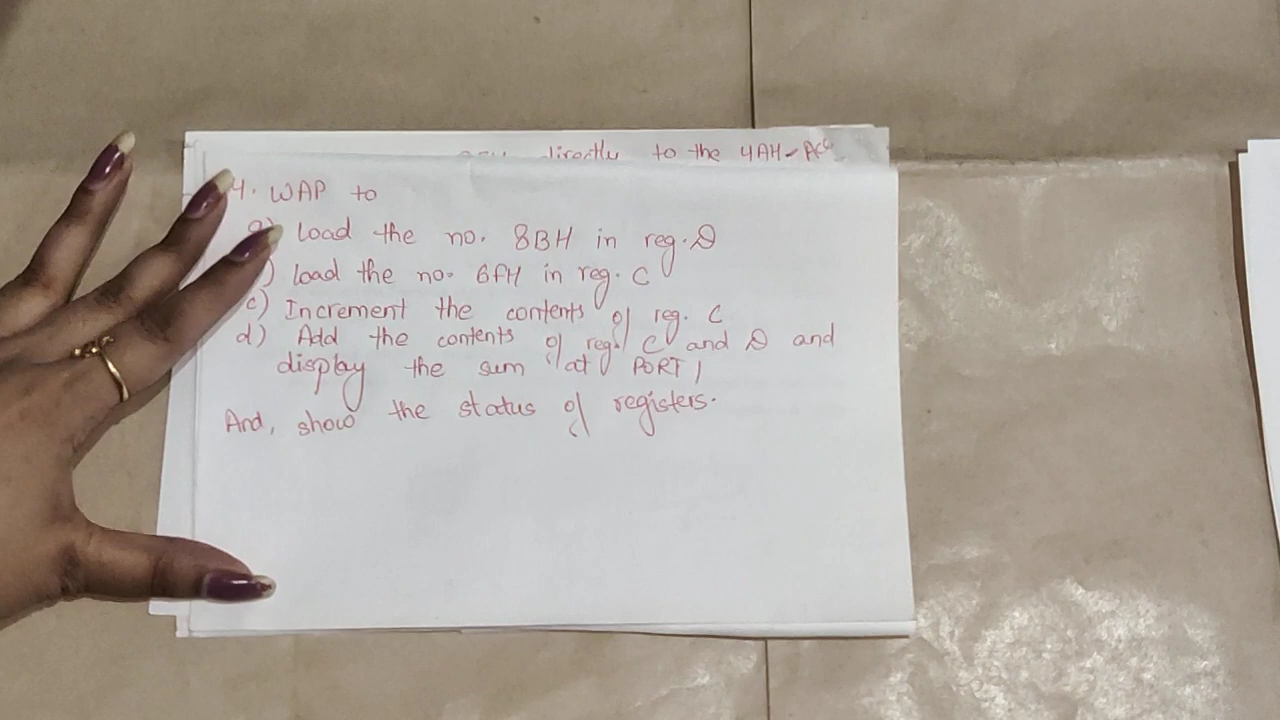 directly to the 4AH - Acc
4. WAP to
a) Load the no. 8BH in reg. D
) Load the no. 6FH in reg. C
c) Increment the contents of reg. C
d) Add the contents of reg. C and D and
display the sum at PORT 1
And, show the status of registers.